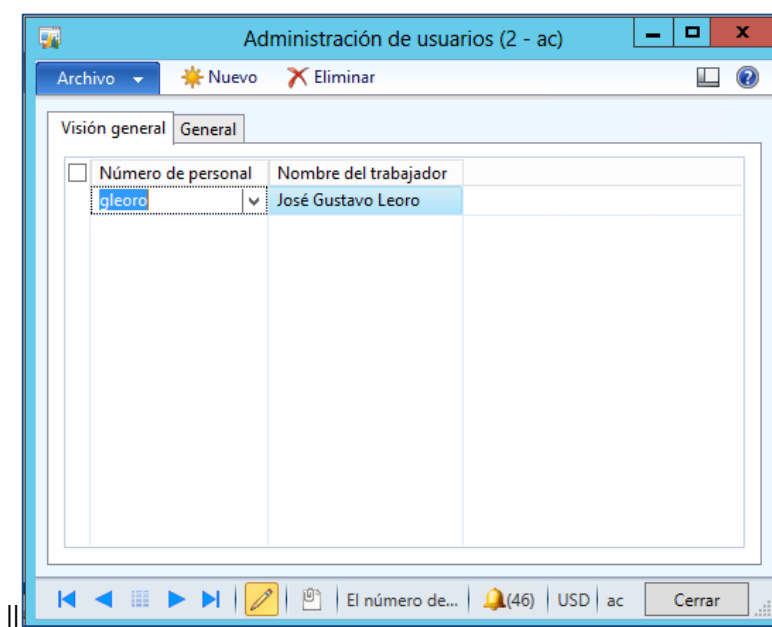 Administración de usuarios (2 - ac)
Archivo Nuevo Eliminar
Visión general General
Número de personal Nombre del trabajador
gleoro José Gustavo Leoro
El número de... (46) USD ac Cerrar